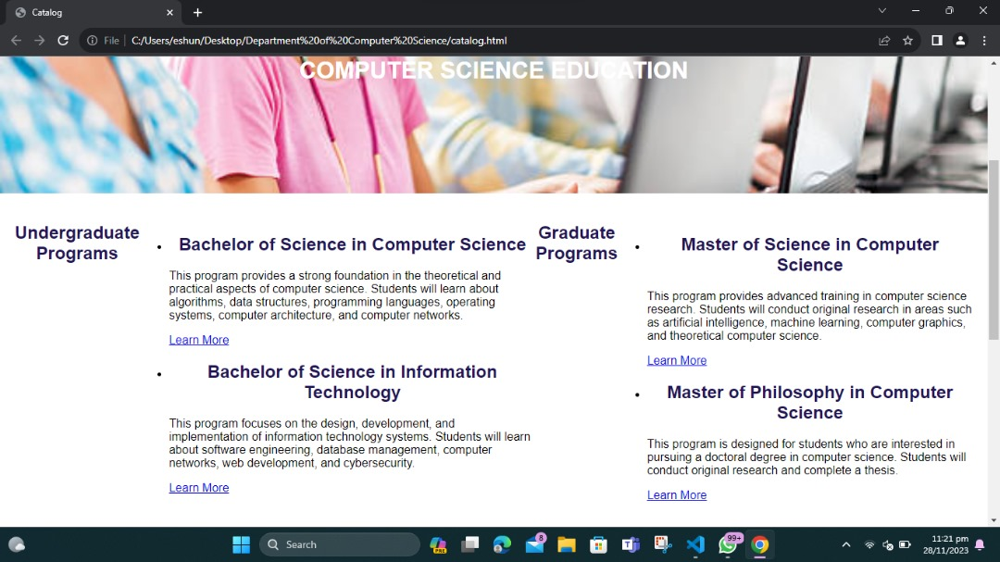 Catalog
File
C:/Users/eshun/Desktop/Department%20of%20Computer%20Science/catalog.html
COMPUTER SCIENCE EDUCATION
Undergraduate
Programs
Bachelor of Science in Computer Science
This program provides a strong foundation in the theoretical and
practical aspects of computer science. Students will learn about
algorithms, data structures, programming languages, operating
systems, computer architecture, and computer networks.
Learn More
Bachelor of Science in Information
Technology
This program focuses on the design, development, and
implementation of information technology systems. Students will learn
about software engineering, database management, computer
networks, web development, and cybersecurity.
Learn More
Graduate
Programs
Master of Science in Computer
Science
This program provides advanced training in computer science
research. Students will conduct original research in areas such
as artificial intelligence, machine learning, computer graphics,
and theoretical computer science.
Learn More
Master of Philosophy in Computer
Science
This program is designed for students who are interested in
pursuing a doctoral degree in computer science. Students will
conduct original research and complete a thesis.
Learn More
Search
PRE
8
99+
11:21 pm
28/11/2023